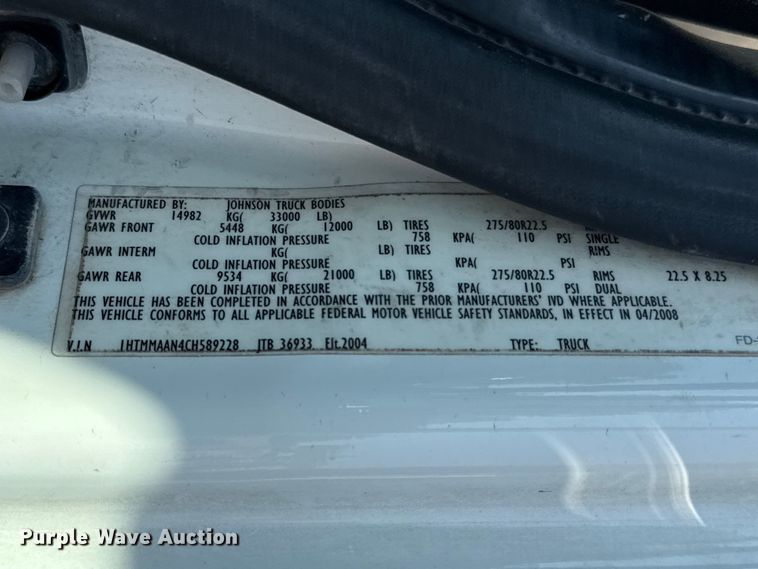 MANUFACTURED BY: JOHNSON TRUCK BODIES
GVWR 14982 KG( 33000 LB)
GAWR FRONT 5448 KG( 12000 LB) TIRES 275/80R22.5
COLD INFLATION PRESSURE 758 KPA( 110 PSI SINGLE
GAWR INTERM KG( LB) TIRES RIMS
COLD INFLATION PRESSURE KPA( PSI
GAWR REAR 9534 KG( 21000 LB) TIRES 275/80R22.5 RIMS 22.5 X 8.25
COLD INFLATION PRESSURE 758 KPA( 110 PSI DUAL
THIS VEHICLE HAS BEEN COMPLETED IN ACCORDANCE WITH THE PRIOR MANUFACTURERS' IVD WHERE APPLICABLE.
THIS VEHICLE CONFORMS TO ALL APPLICABLE FEDERAL MOTOR VEHICLE SAFETY STANDARDS, IN EFFECT IN 04/2008
V.I.N 1HTMMAAN4CH589228 JTB 36933 Elt.2004 TYPE: TRUCK
Purple Wave Auction